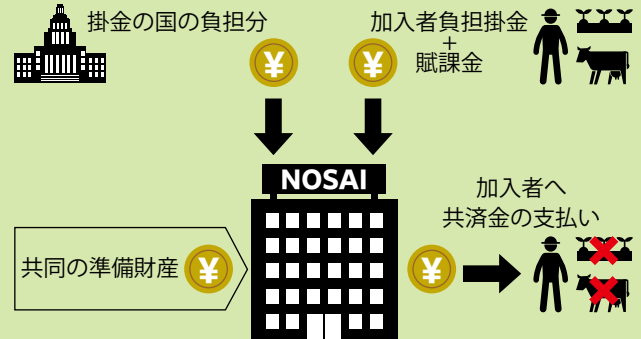 掛金の国の負担分
加入者負担掛金
+
賦課金
¥
¥
NOSAI
加入者へ
共済金の支払い
共同の準備財産
¥
¥